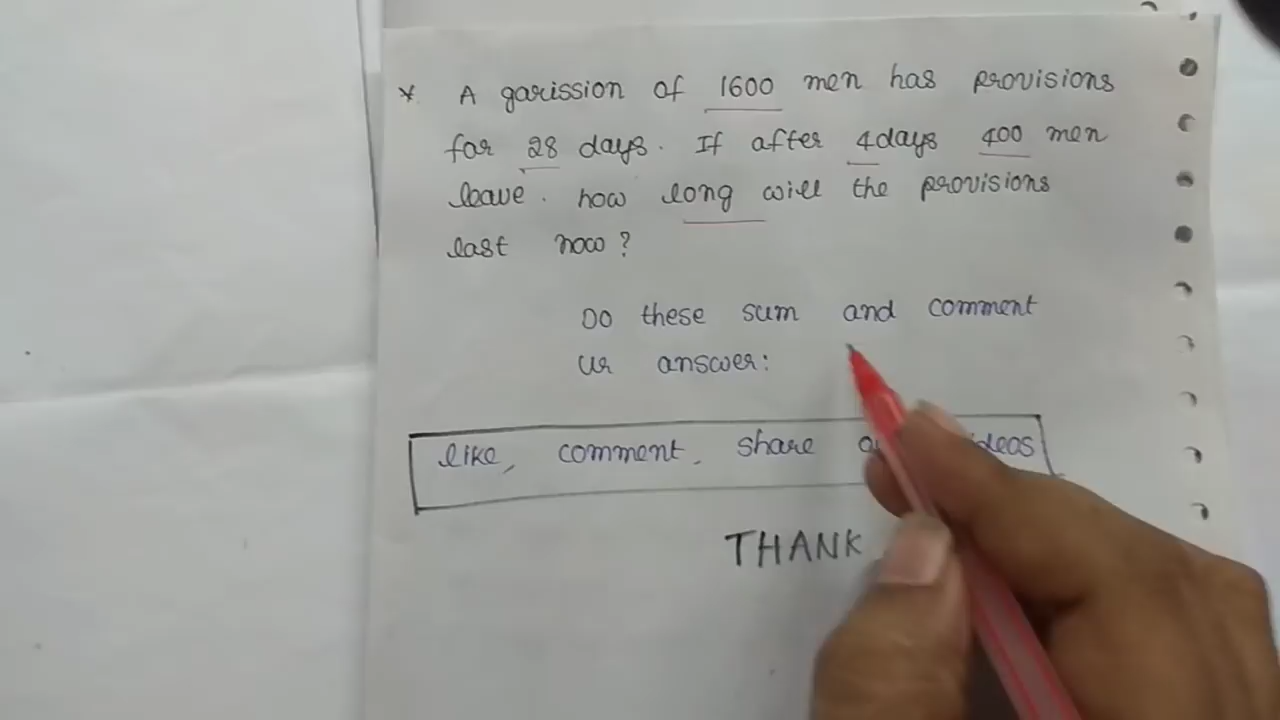 * A garission of 1600 men has provisions
for 28 days. If after 4days 400 men
leave. how long will the provisions
last now?
DO these sum and comment
ur answer:
like, comment, share
THANK